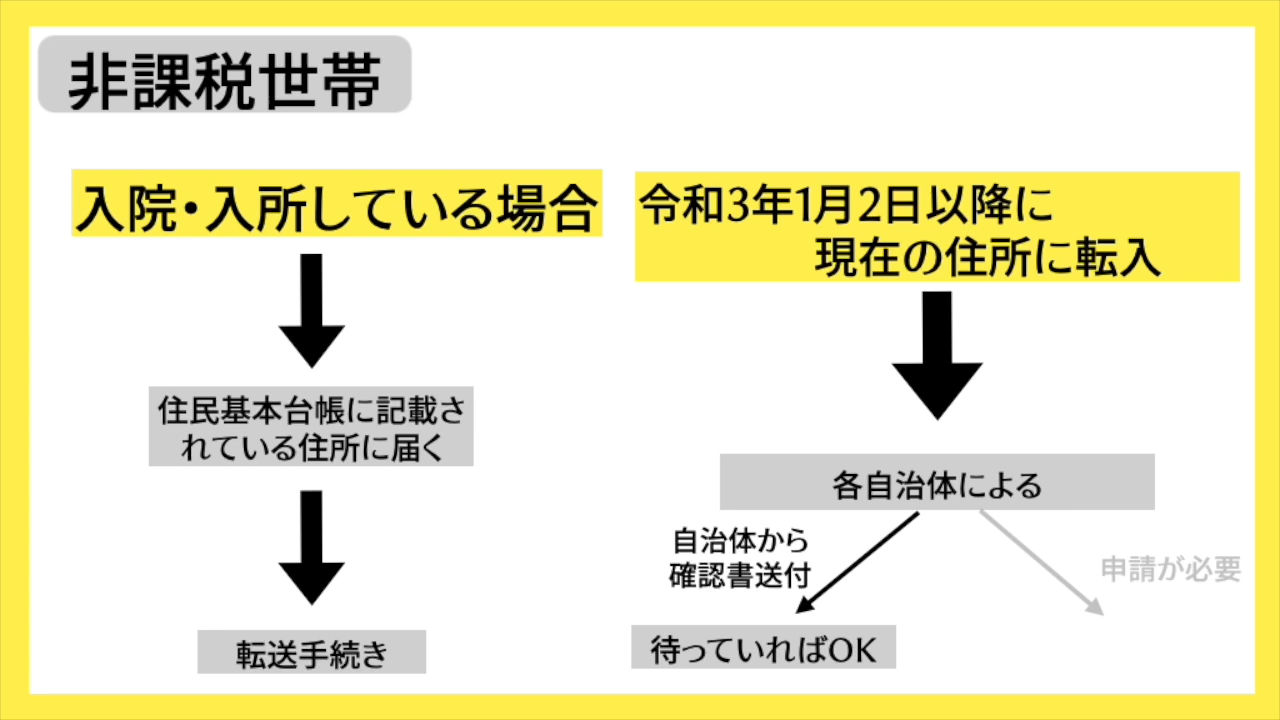 非課税世帯
入院・入所している場合
住民基本台帳に記載さ
れている住所に届く
転送手続き
令和3年1月2日以降に
現在の住所に転入
各自治体による
自治体から
確認書送付
申請が必要
待っていればOK